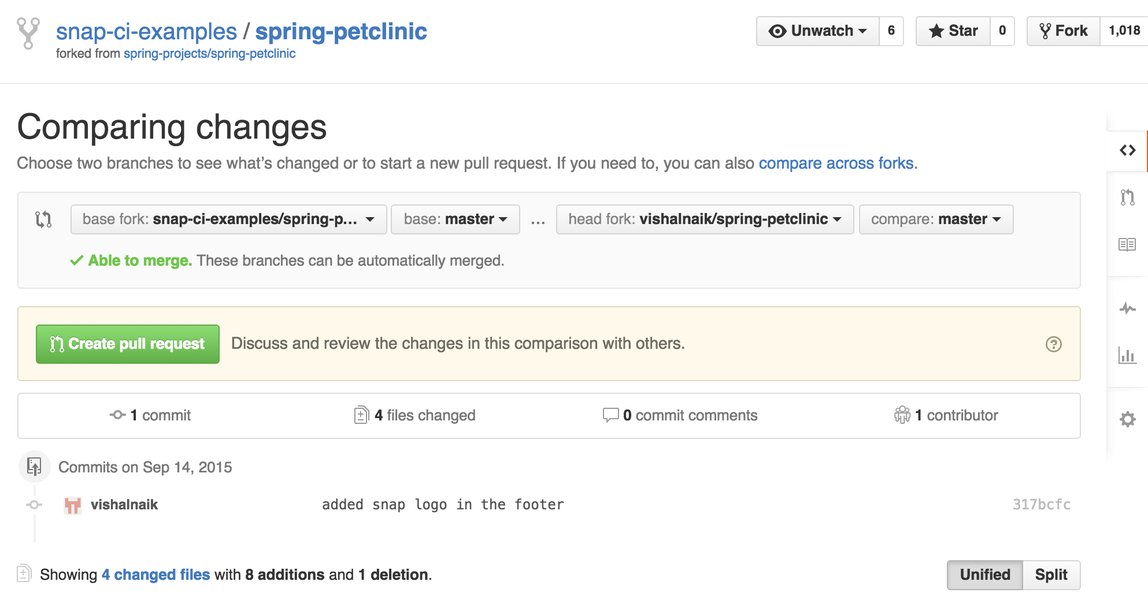 snap-ci-examples / spring-petclinic
forked from spring-projects/spring-petclinic
Unwatch 6 Star 0 Fork 1,018
Comparing changes
Choose two branches to see what's changed or to start a new pull request. If you need to, you can also compare across forks.
base fork: snap-ci-examples/spring-p... base: master ... head fork: vishalnaik/spring-petclinic compare: master
Able to merge. These branches can be automatically merged.
Create pull request Discuss and review the changes in this comparison with others.
1 commit 4 files changed 0 commit comments 1 contributor
Commits on Sep 14, 2015
vishalnaik added snap logo in the footer 317bcfc
Showing 4 changed files with 8 additions and 1 deletion. Unified Split